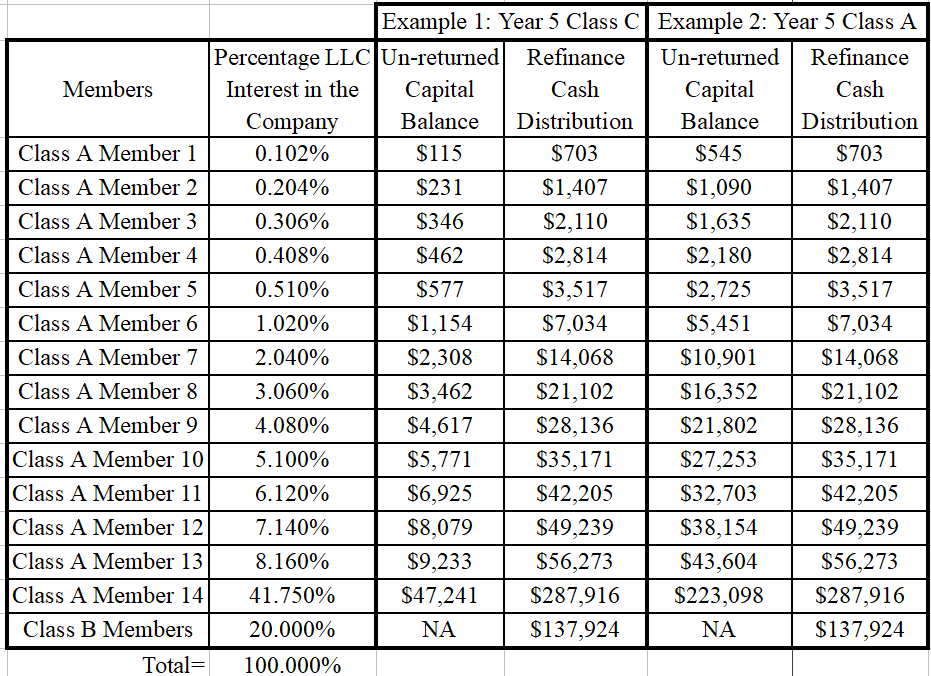 Example 1: Year 5 Class C Example 2: Year 5 Class A
Members Percentage LLC Interest in the Company Un-returned Capital Balance Refinance Cash Distribution Un-returned Capital Balance Refinance Cash Distribution
Class A Member 1 0.102% $115 $703 $545 $703
Class A Member 2 0.204% $231 $1,407 $1,090 $1,407
Class A Member 3 0.306% $346 $2,110 $1,635 $2,110
Class A Member 4 0.408% $462 $2,814 $2,180 $2,814
Class A Member 5 0.510% $577 $3,517 $2,725 $3,517
Class A Member 6 1.020% $1,154 $7,034 $5,451 $7,034
Class A Member 7 2.040% $2,308 $14,068 $10,901 $14,068
Class A Member 8 3.060% $3,462 $21,102 $16,352 $21,102
Class A Member 9 4.080% $4,617 $28,136 $21,802 $28,136
Class A Member 10 5.100% $5,771 $35,171 $27,253 $35,171
Class A Member 11 6.120% $6,925 $42,205 $32,703 $42,205
Class A Member 12 7.140% $8,079 $49,239 $38,154 $49,239
Class A Member 13 8.160% $9,233 $56,273 $43,604 $56,273
Class A Member 14 41.750% $47,241 $287,916 $223,098 $287,916
Class B Members 20.000% NA $137,924 NA $137,924
Total= 100.000%